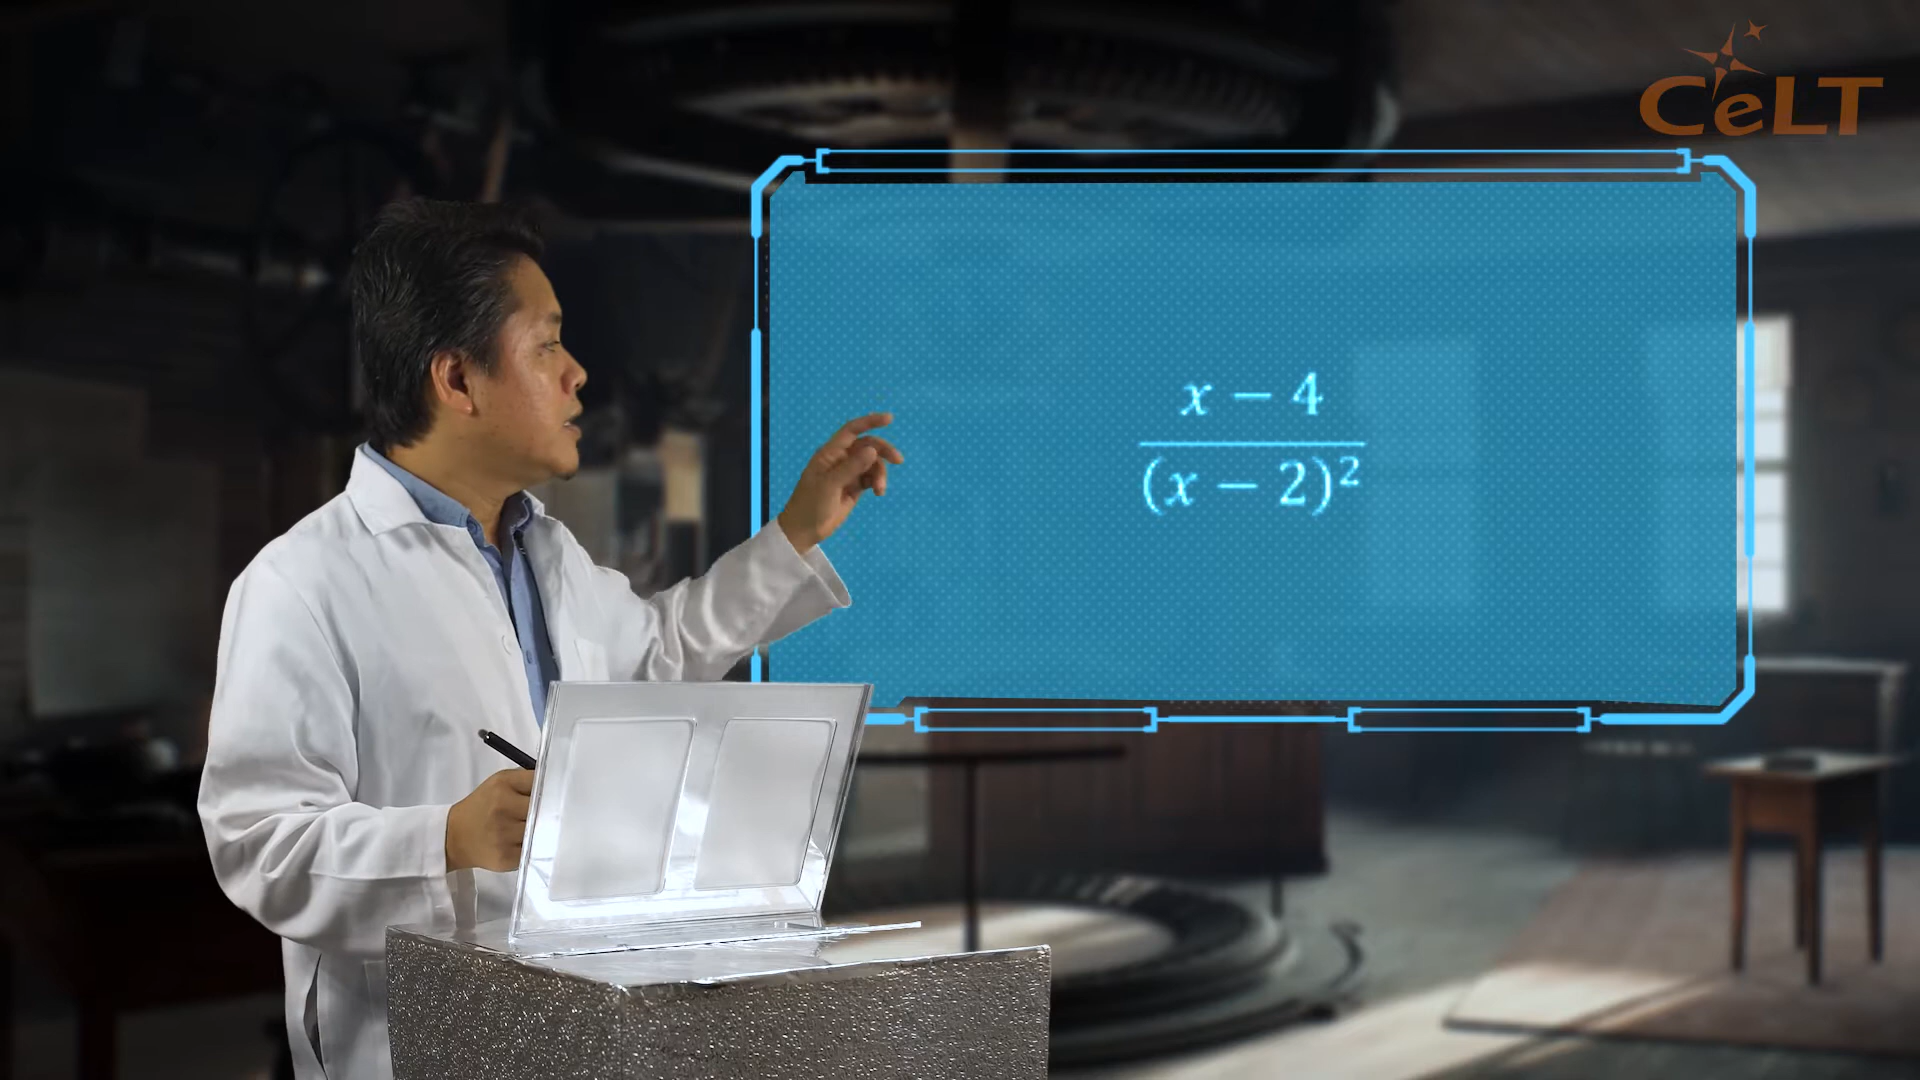 CeLT
x − 4
(x − 2)²